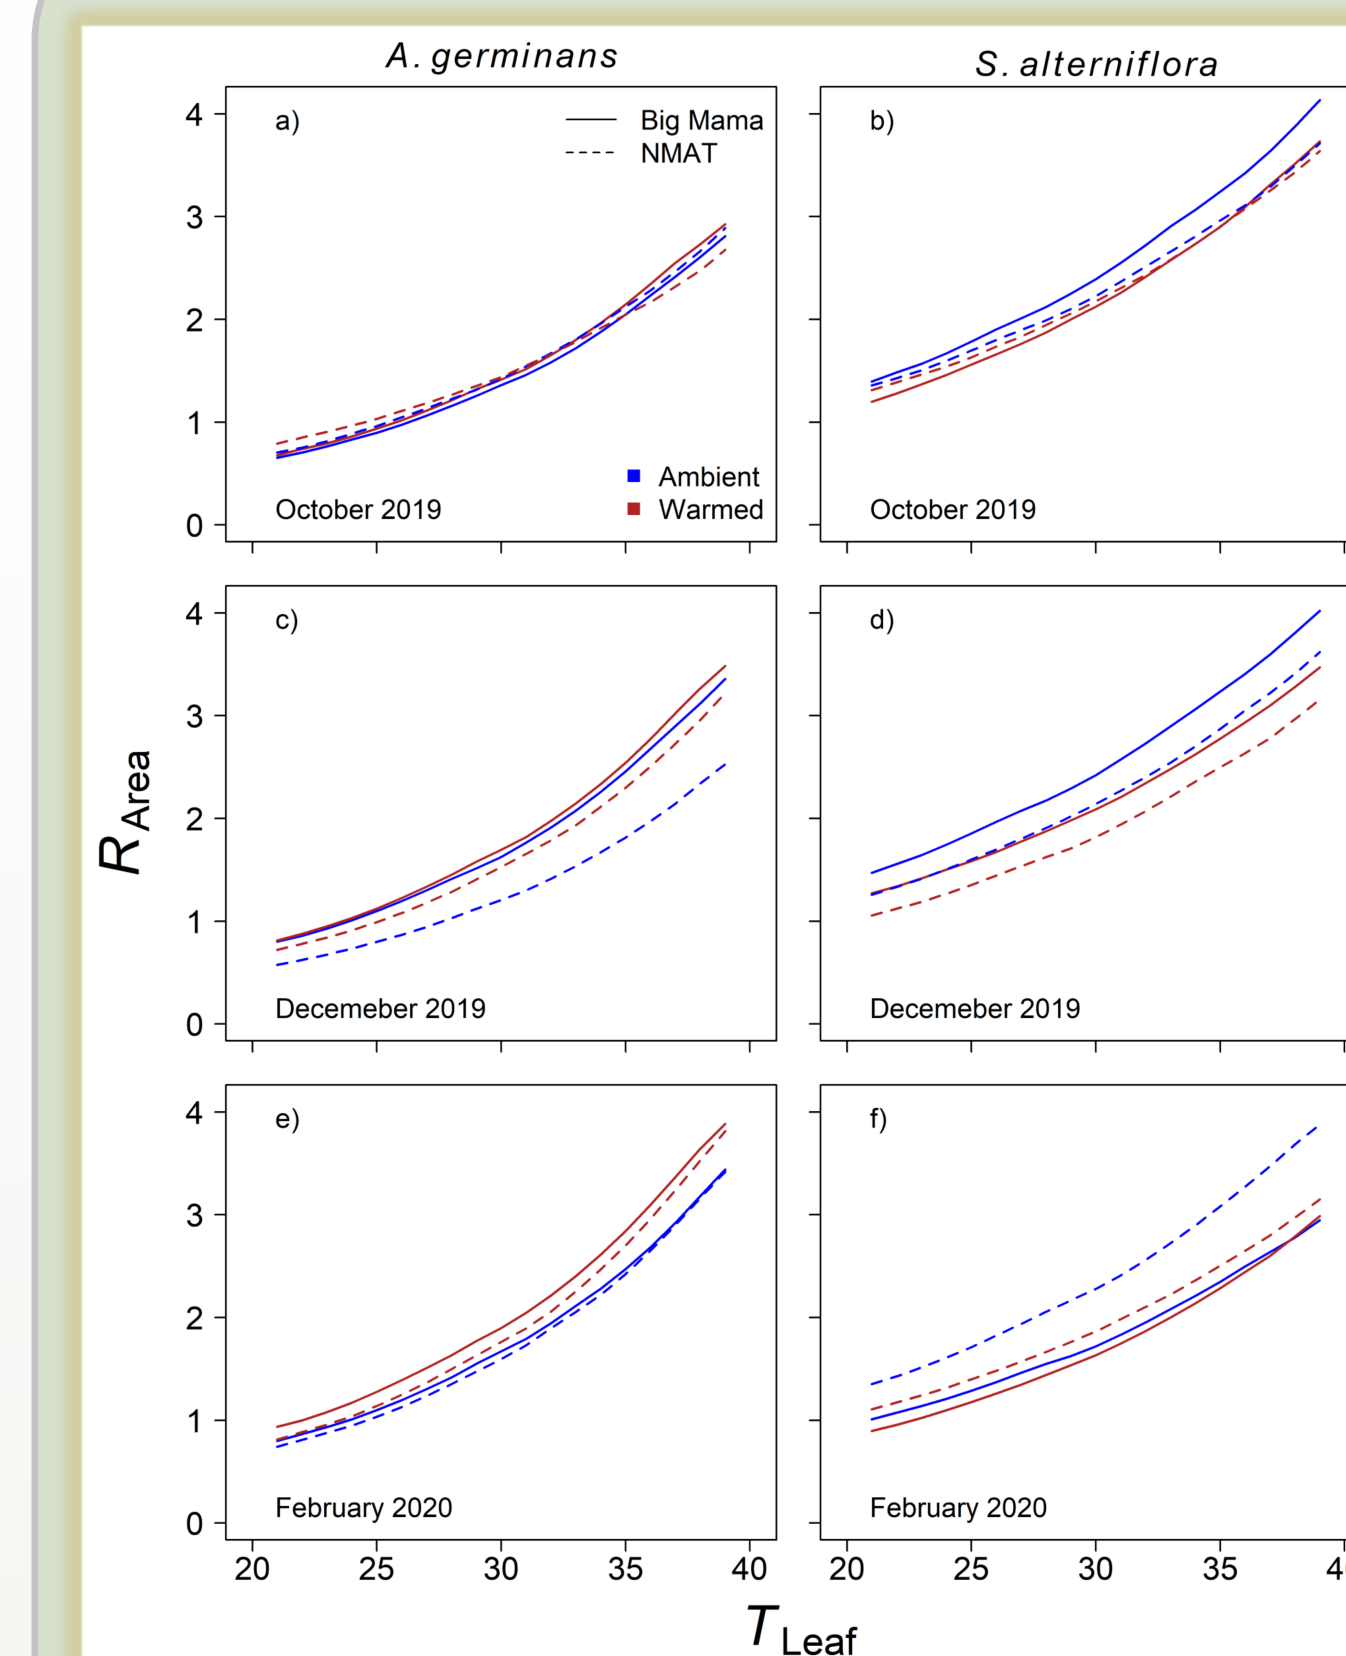 A. germinans
S. alterniflora
a)
Big Mama
NMAT
Ambient
Warmed
October 2019
4
3
2
1
0
b)
October 2019
c)
Decemeber 2019
4
3
2
1
0
d)
Decemeber 2019
R Area
e)
February 2020
4
3
2
1
0
20 25 30 35 40
f)
February 2020
20 25 30 35
T Leaf